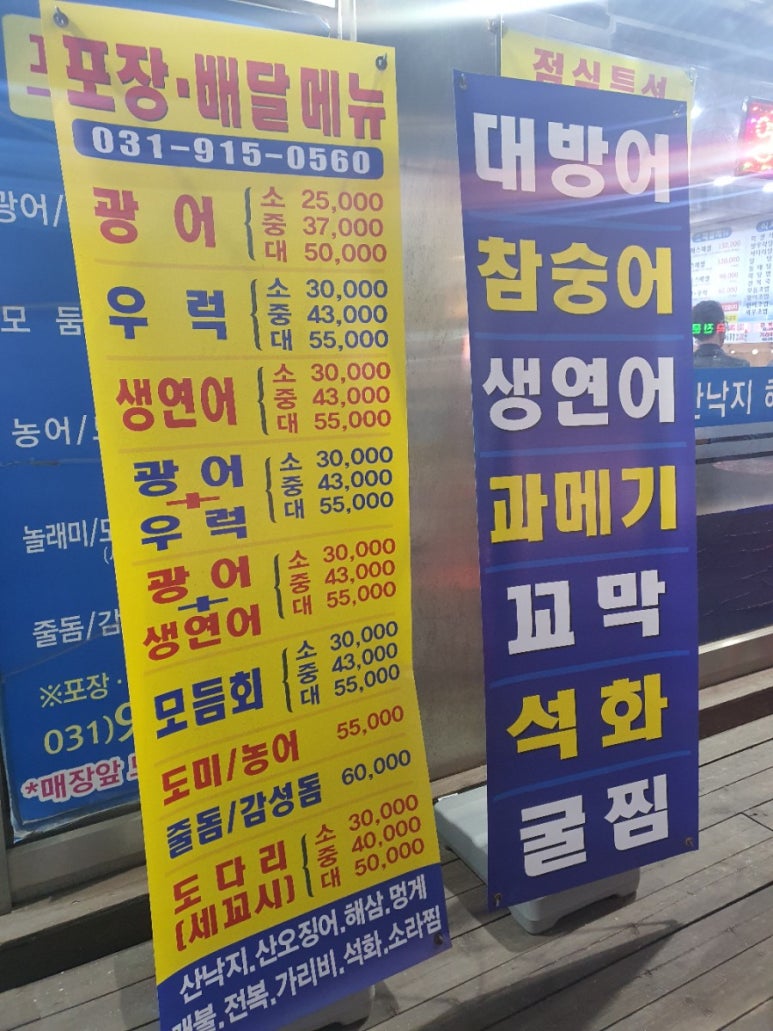 포장·배달메뉴
031-915-0560
광어 소 25,000
중 37,000
대 50,000
우럭 소 30,000
중 43,000
대 55,000
생연어 소 30,000
중 43,000
대 55,000
광어 + 우럭 소 30,000
중 43,000
대 55,000
광어 + 생연어 소 30,000
중 43,000
대 55,000
모듬회 소 30,000
중 43,000
대 55,000
도미/농어 55,000
줄돔/감성돔 60,000
도다리 (세꼬시) 소 30,000
중 40,000
대 50,000
산낙지.산오징어.해삼.멍게
전복.가리비.석화.소라찜
점심특선
대방어
참숭어
생연어
과메기
꼬막
석화
굴찜
광어/
모둠
농어/
놀래미/
줄돔/감
※포장·
031)9
*매장앞
산낙지 해